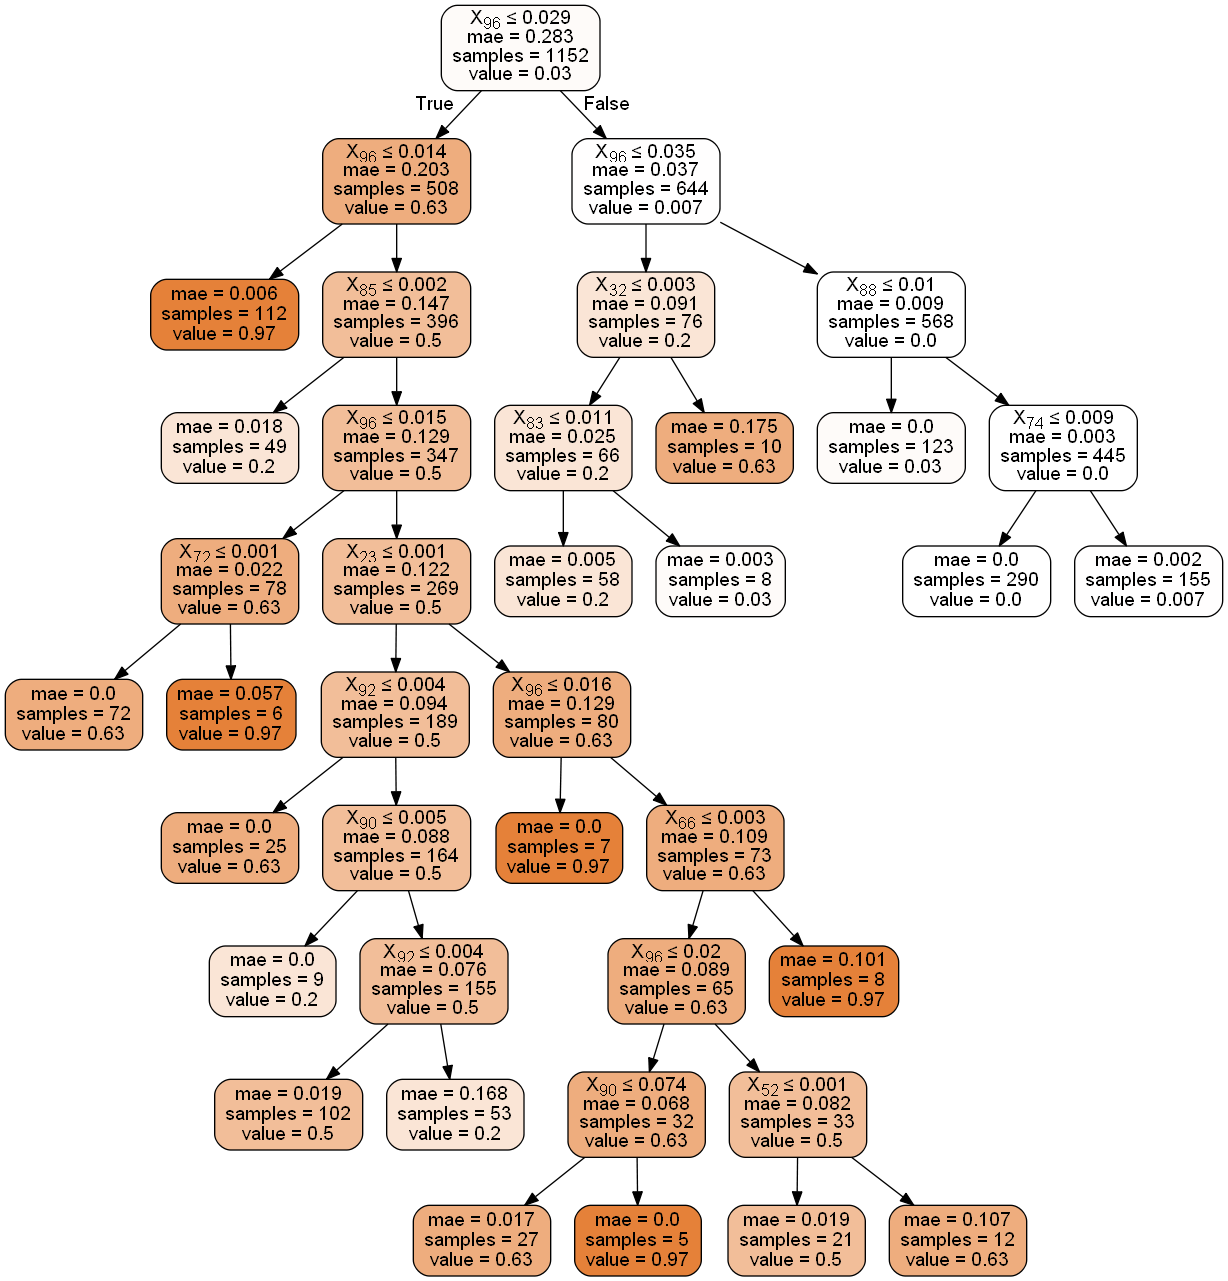 X96 ≤ 0.029
mae = 0.283
samples = 1152
value = 0.03
True
False
X96 ≤ 0.014
mae = 0.203
samples = 508
value = 0.63
X96 ≤ 0.035
mae = 0.037
samples = 644
value = 0.007
mae = 0.006
samples = 112
value = 0.97
X85 ≤ 0.002
mae = 0.147
samples = 396
value = 0.5
X32 ≤ 0.003
mae = 0.091
samples = 76
value = 0.2
X88 ≤ 0.01
mae = 0.009
samples = 568
value = 0.0
mae = 0.018
samples = 49
value = 0.2
X96 ≤ 0.015
mae = 0.129
samples = 347
value = 0.5
X83 ≤ 0.011
mae = 0.025
samples = 66
value = 0.2
mae = 0.175
samples = 10
value = 0.63
mae = 0.0
samples = 123
value = 0.03
X74 ≤ 0.009
mae = 0.003
samples = 445
value = 0.0
X72 ≤ 0.001
mae = 0.022
samples = 78
value = 0.63
X23 ≤ 0.001
mae = 0.122
samples = 269
value = 0.5
mae = 0.005
samples = 58
value = 0.2
mae = 0.003
samples = 8
value = 0.03
mae = 0.0
samples = 290
value = 0.0
mae = 0.002
samples = 155
value = 0.007
mae = 0.0
samples = 72
value = 0.63
mae = 0.057
samples = 6
value = 0.97
X92 ≤ 0.004
mae = 0.094
samples = 189
value = 0.5
X96 ≤ 0.016
mae = 0.129
samples = 80
value = 0.63
mae = 0.0
samples = 25
value = 0.63
X90 ≤ 0.005
mae = 0.088
samples = 164
value = 0.5
mae = 0.0
samples = 7
value = 0.97
X66 ≤ 0.003
mae = 0.109
samples = 73
value = 0.63
mae = 0.0
samples = 9
value = 0.2
X92 ≤ 0.004
mae = 0.076
samples = 155
value = 0.5
X96 ≤ 0.02
mae = 0.089
samples = 65
value = 0.63
mae = 0.101
samples = 8
value = 0.97
mae = 0.019
samples = 102
value = 0.5
mae = 0.168
samples = 53
value = 0.2
X90 ≤ 0.074
mae = 0.068
samples = 32
value = 0.63
X52 ≤ 0.001
mae = 0.082
samples = 33
value = 0.5
mae = 0.017
samples = 27
value = 0.63
mae = 0.0
samples = 5
value = 0.97
mae = 0.019
samples = 21
value = 0.5
mae = 0.107
samples = 12
value = 0.63